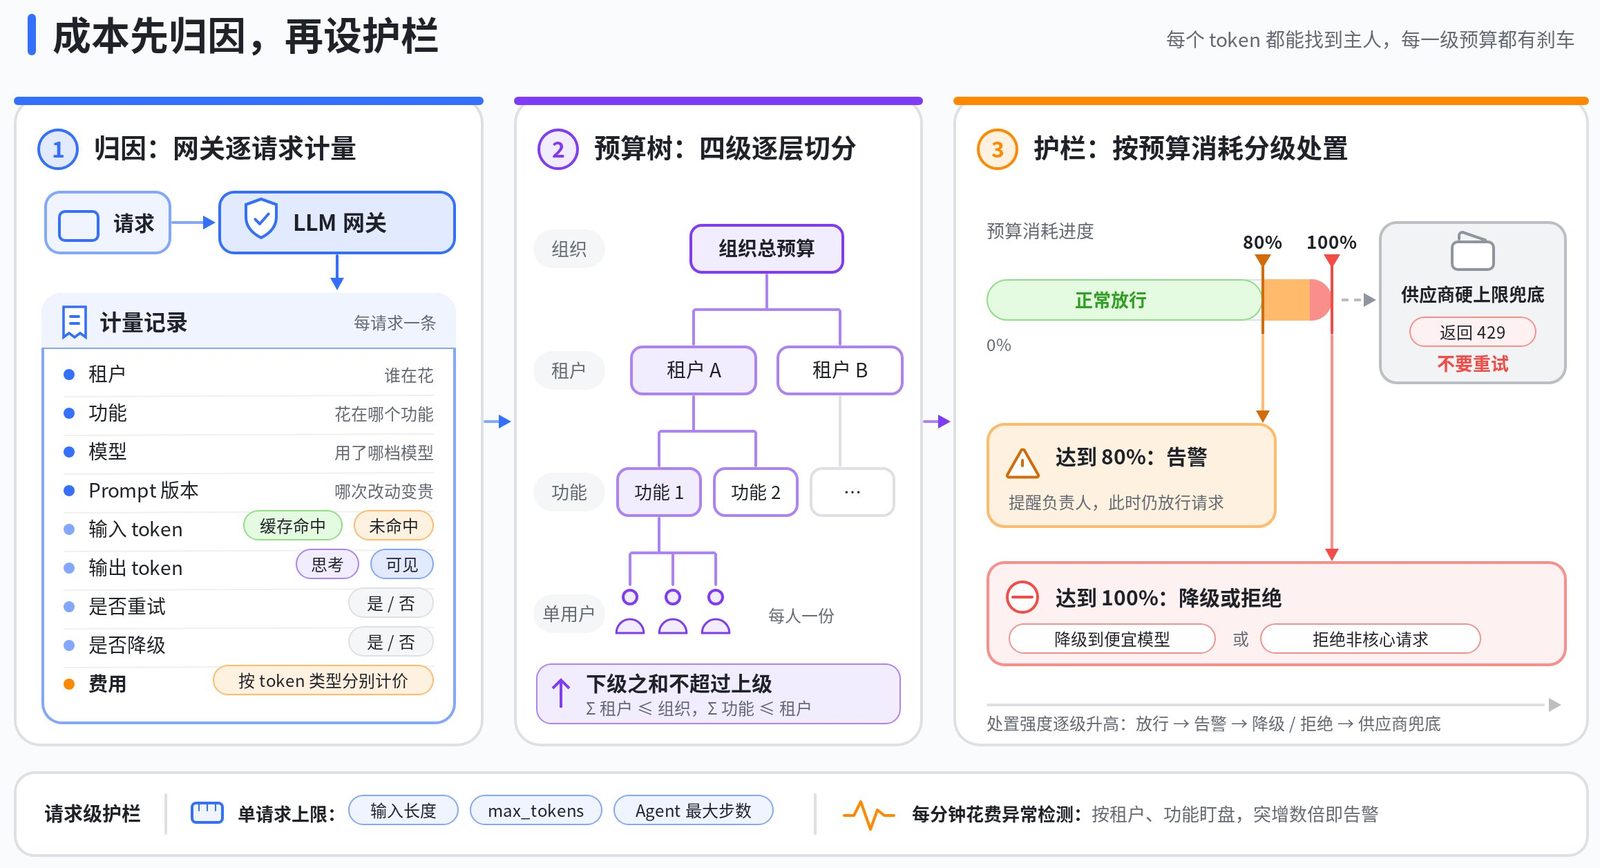 成本先归因，再设护栏
每个 token 都能找到主人，每一级预算都有刹车
1 归因：网关逐请求计量
请求
LLM 网关
计量记录
每请求一条
租户 谁在花
功能 花在哪个功能
模型 用了哪档模型
Prompt 版本 哪次改动变贵
输入 token 缓存命中 未命中
输出 token 思考 可见
是否重试 是 / 否
是否降级 是 / 否
费用 按 token 类型分别计价
2 预算树：四级逐层切分
组织 组织总预算
租户 租户 A 租户 B
功能 功能 1 功能 2 ···
单用户 每人一份
下级之和不超过上级
Σ 租户 ≤ 组织，Σ 功能 ≤ 租户
3 护栏：按预算消耗分级处置
预算消耗进度
80% 100%
正常放行
0%
供应商硬上限兜底
返回 429
不要重试
达到 80%：告警
提醒负责人，此时仍放行请求
达到 100%：降级或拒绝
降级到便宜模型 或 拒绝非核心请求
处置强度逐级升高：放行 → 告警 → 降级 / 拒绝 → 供应商兜底
请求级护栏
单请求上限： 输入长度 max_tokens Agent 最大步数
每分钟花费异常检测：按租户、功能盯盘，突增数倍即告警